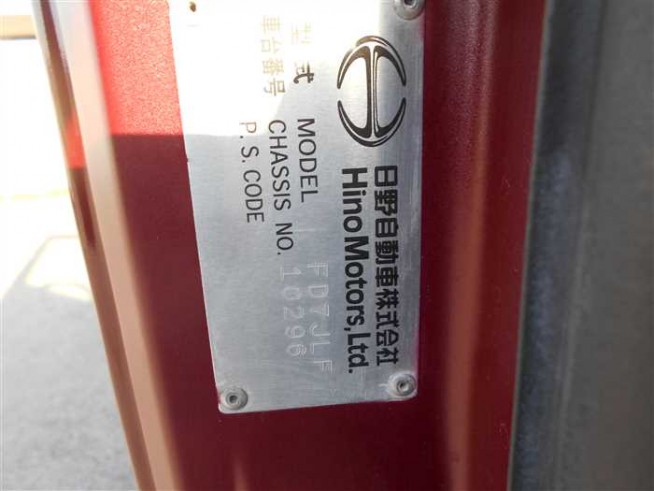 日野自動車株式会社
Hino Motors, Ltd.
型式 MODEL FD7JLF
車台番号 CHASSIS NO. 10296
P. S. CODE